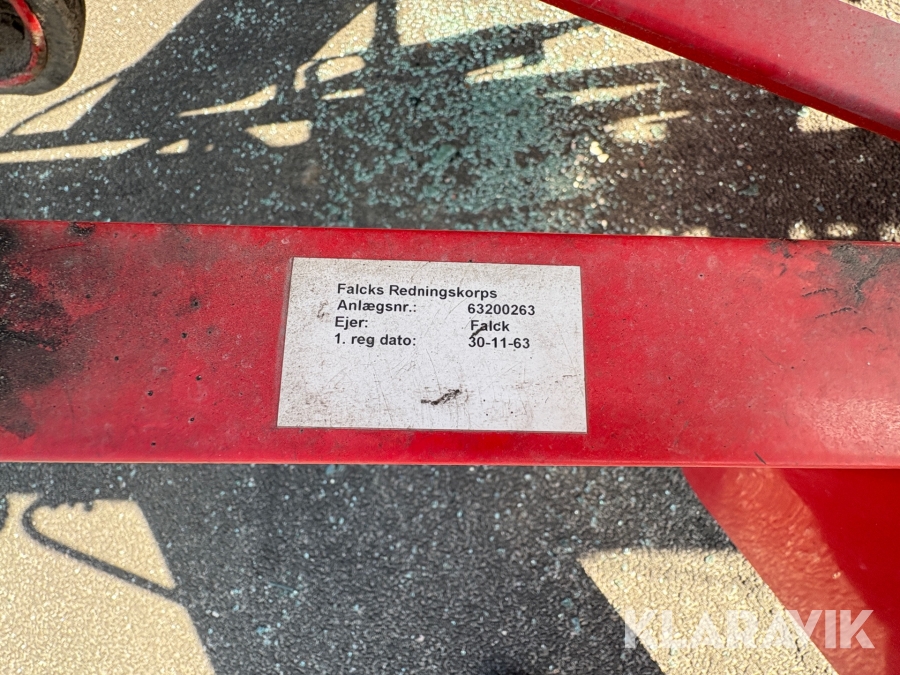 Falcks Redningskorps
Anlægsnr.: 63200263
Ejer: Falck
1. reg dato: 30-11-63
KLARAVIK